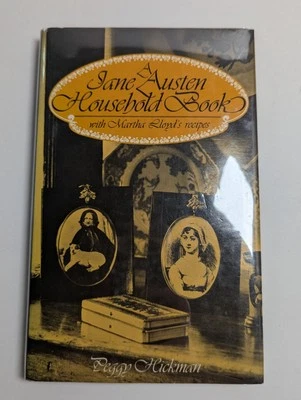 A
Jane Austen
Household Book
with Martha Lloyd's recipes
Peggy Hickman